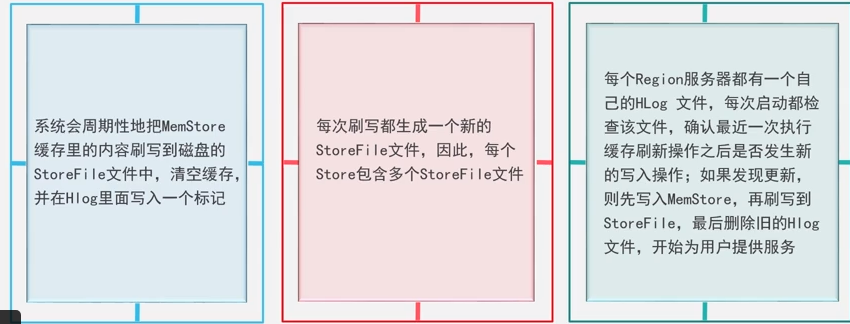 系统会周期性地把MemStore
缓存里的内容刷写到磁盘的
StoreFile文件中，清空缓存，
并在Hlog里面写入一个标记
每次刷写都生成一个新的
StoreFile文件，因此，每个
Store包含多个StoreFile文件
每个Region服务器都有一个自
己的HLog 文件，每次启动都检
查该文件，确认最近一次执行
缓存刷新操作之后是否发生新
的写入操作；如果发现更新，
则先写入MemStore，再刷写到
StoreFile，最后删除旧的Hlog
文件，开始为用户提供服务